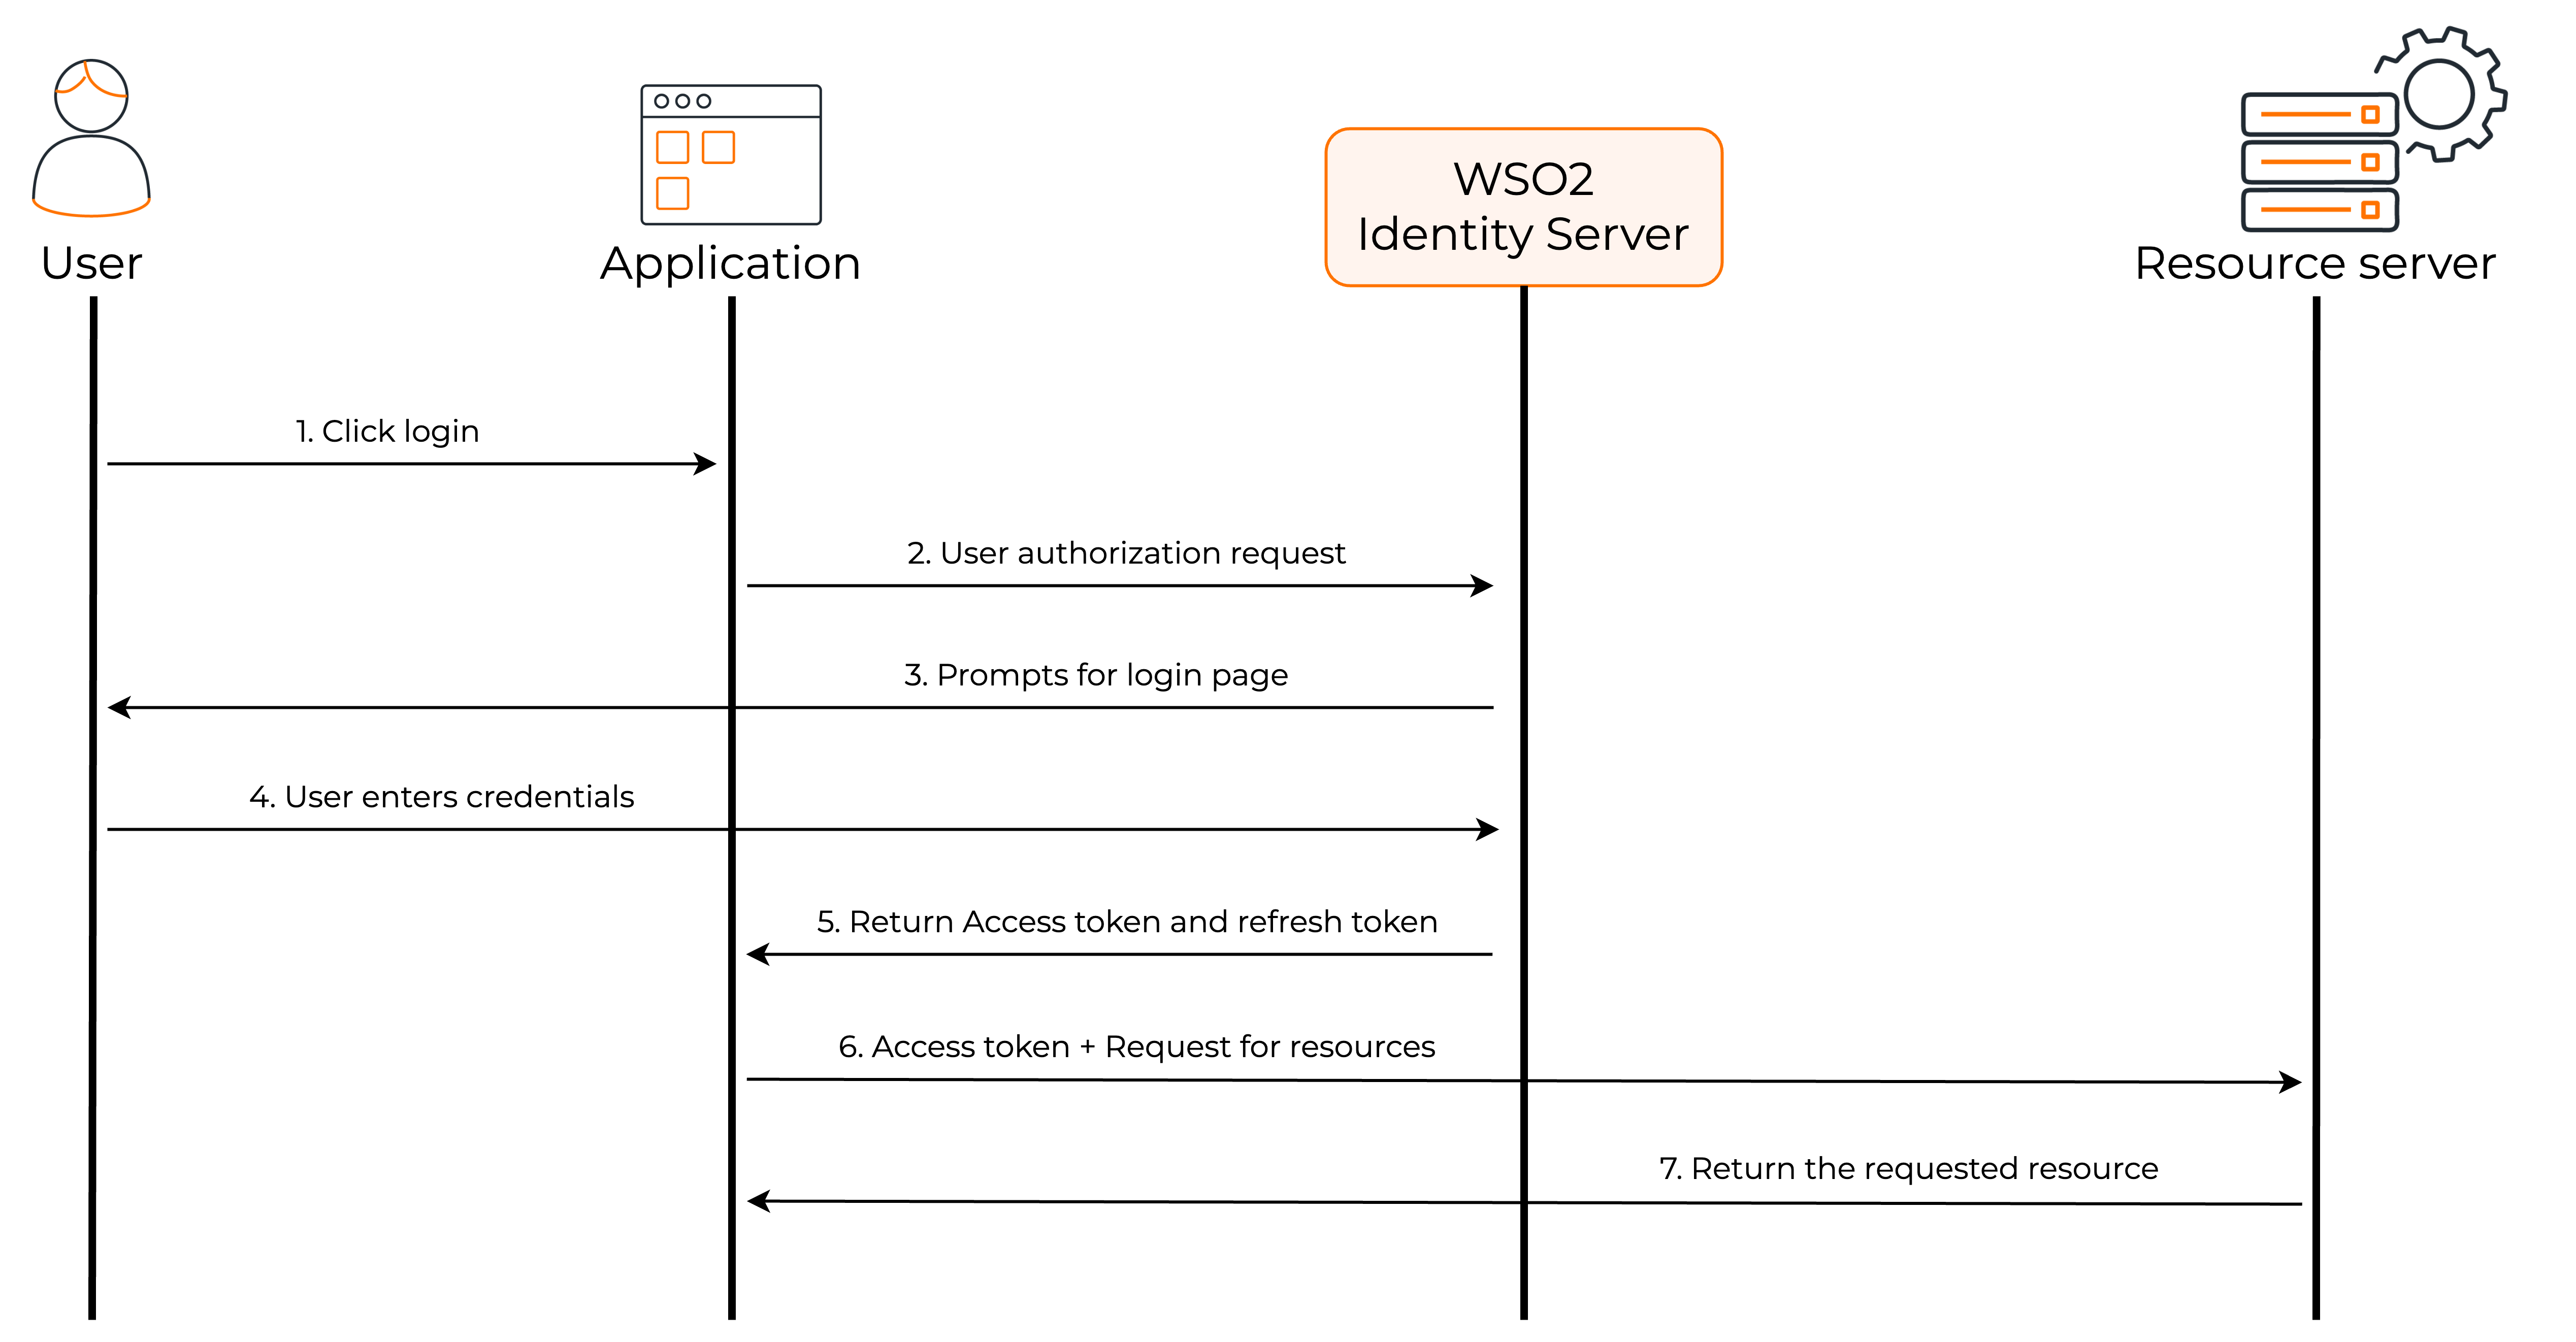 User
Application
WSO2
Identity Server
Resource server
1. Click login
2. User authorization request
3. Prompts for login page
4. User enters credentials
5. Return Access token and refresh token
6. Access token + Request for resources
7. Return the requested resource